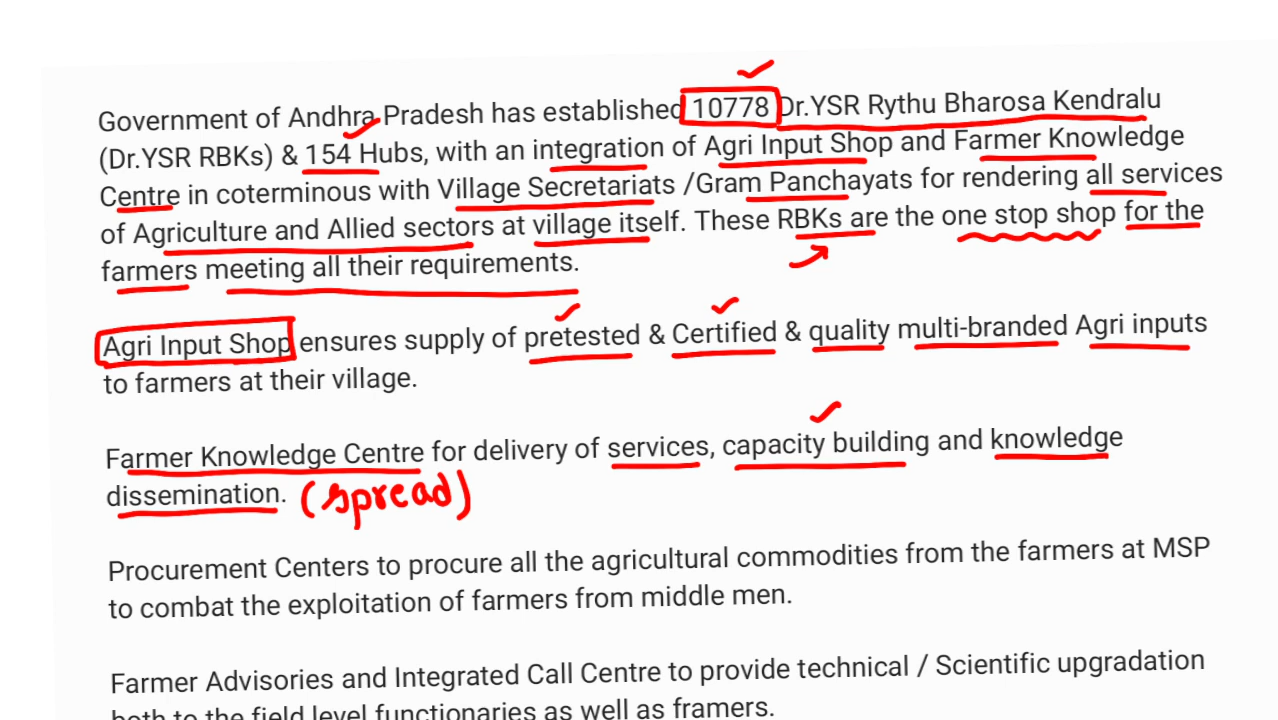 Government of Andhra Pradesh has established 10778 Dr.YSR Rythu Bharosa Kendralu
(Dr.YSR RBKs) & 154 Hubs, with an integration of Agri Input Shop and Farmer Knowledge
Centre in coterminous with Village Secretariats /Gram Panchayats for rendering all services
of Agriculture and Allied sectors at village itself. These RBKs are the one stop shop for the
farmers meeting all their requirements.
Agri Input Shop ensures supply of pretested & Certified & quality multi-branded Agri inputs
to farmers at their village.
Farmer Knowledge Centre for delivery of services, capacity building and knowledge
dissemination. (spread)
Procurement Centers to procure all the agricultural commodities from the farmers at MSP
to combat the exploitation of farmers from middle men.
Farmer Advisories and Integrated Call Centre to provide technical / Scientific upgradation
both to the field level functionaries as well as framers.